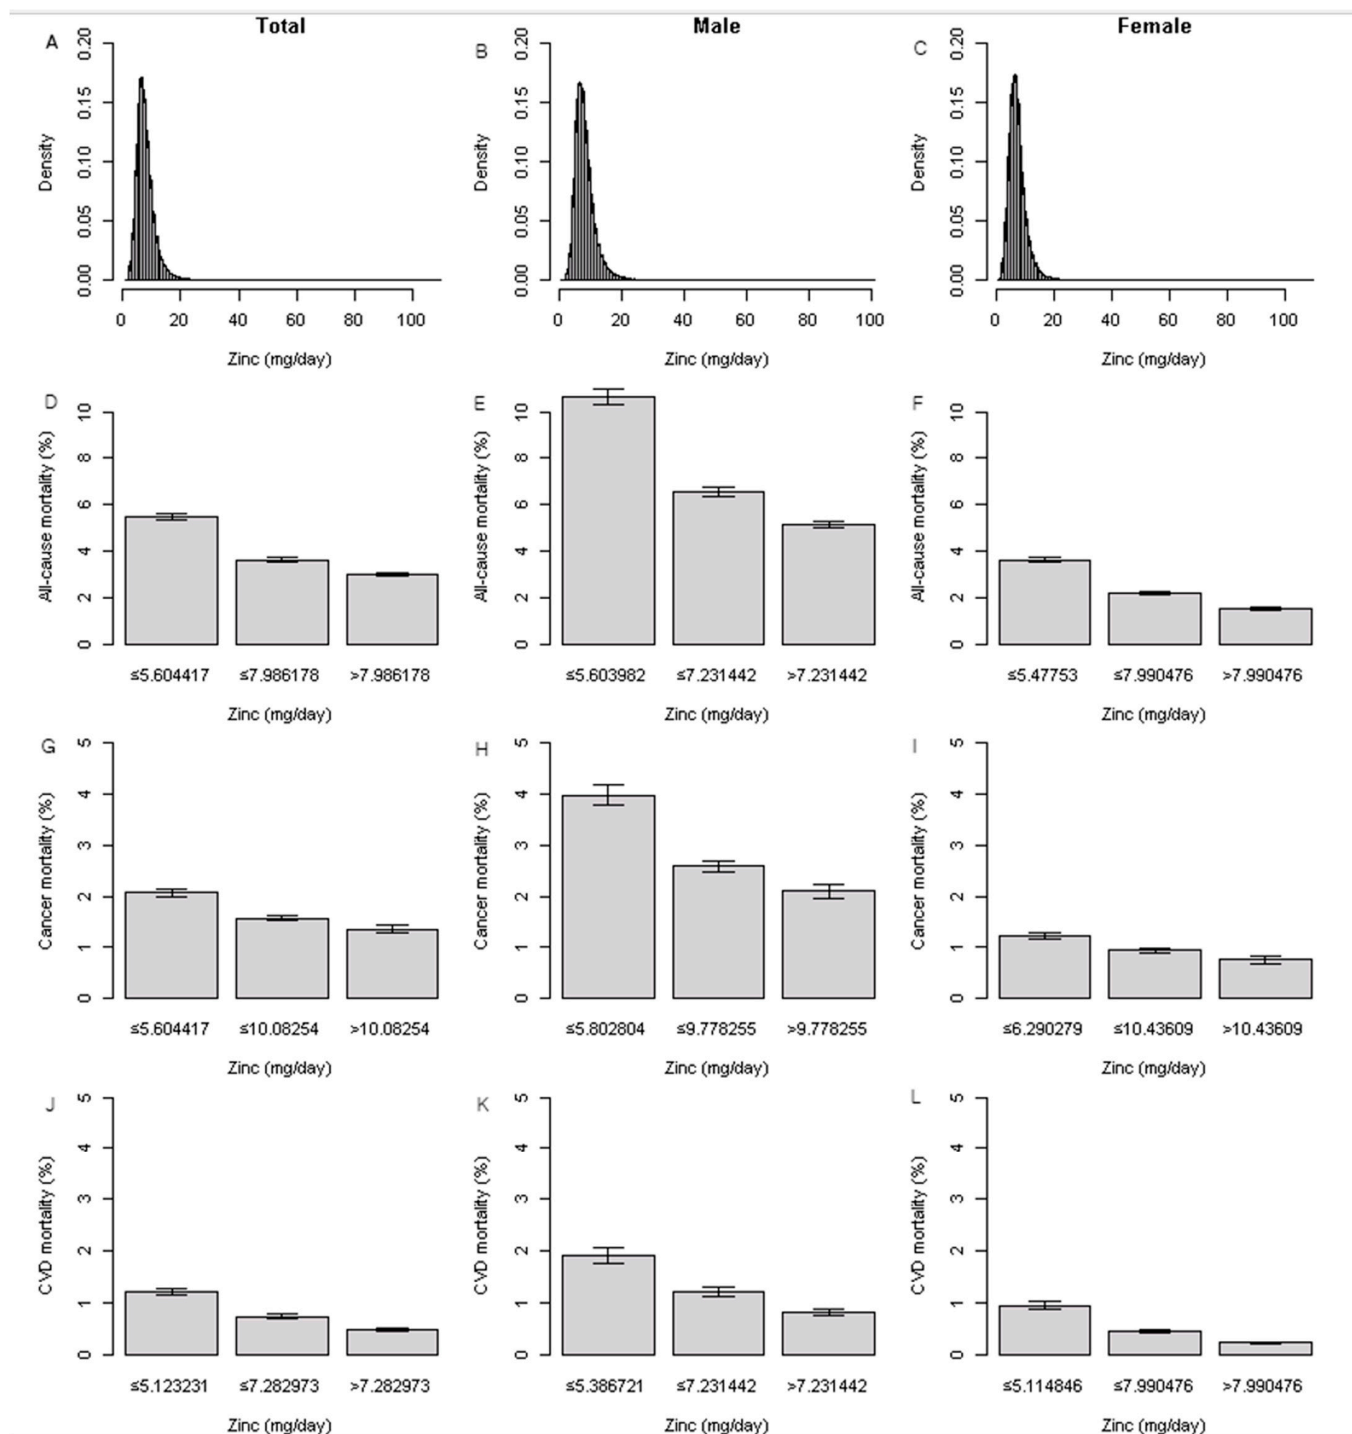 Total Male Female
A B C
0.20 0.20 0.20
0.15 0.15 0.15
0.10 0.10 0.10
0.05 0.05 0.05
0.00 0.00 0.00
Density Density Density
0 20 40 60 80 100 0 20 40 60 80 100 0 20 40 60 80 100
Zinc (mg/day) Zinc (mg/day) Zinc (mg/day)
D E F
10 10 10
8 8 8
6 6 6
4 4 4
2 2 2
0 0 0
All-cause mortality (%) All-cause mortality (%) All-cause mortality (%)
≤5.604417 ≤7.986178 >7.986178 ≤5.603982 ≤7.231442 >7.231442 ≤5.47753 ≤7.990476 >7.990476
Zinc (mg/day) Zinc (mg/day) Zinc (mg/day)
G H I
5 5 5
4 4 4
3 3 3
2 2 2
1 1 1
0 0 0
Cancer mortality (%) Cancer mortality (%) Cancer mortality (%)
≤5.604417 ≤10.08254 >10.08254 ≤5.802804 ≤9.778255 >9.778255 ≤6.290279 ≤10.43609 >10.43609
Zinc (mg/day) Zinc (mg/day) Zinc (mg/day)
J K L
5 5 5
4 4 4
3 3 3
2 2 2
1 1 1
0 0 0
CVD mortality (%) CVD mortality (%) CVD mortality (%)
≤5.123231 ≤7.282973 >7.282973 ≤5.386721 ≤7.231442 >7.231442 ≤5.114846 ≤7.990476 >7.990476
Zinc (mg/day) Zinc (mg/day) Zinc (mg/day)